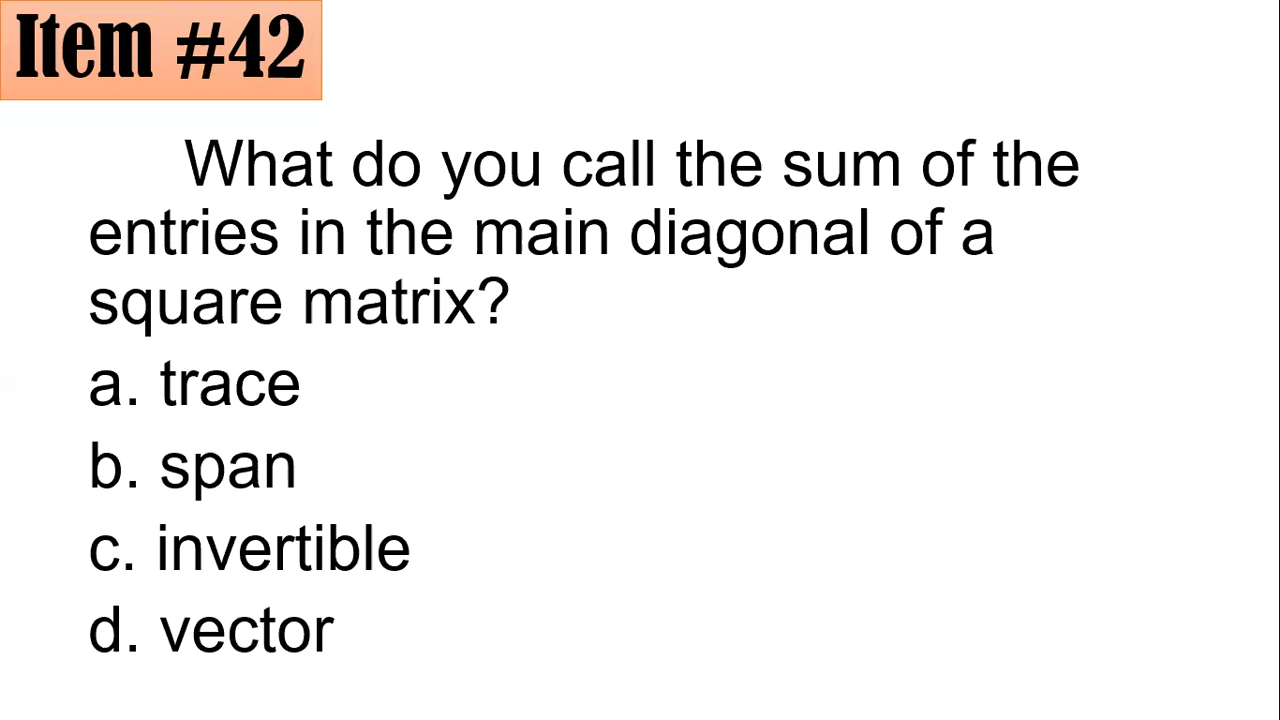 Item #42
What do you call the sum of the
entries in the main diagonal of a
square matrix?
a. trace
b. span
c. invertible
d. vector